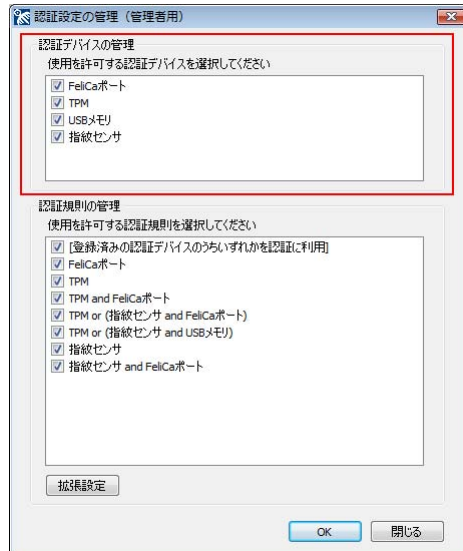 認証設定の管理（管理者用）
認証デバイスの管理
使用を許可する認証デバイスを選択してください
FeliCaポート
TPM
USBメモリ
指紋センサ
認証規則の管理
使用を許可する認証規則を選択してください
[登録済みの認証デバイスのうちいずれかを認証に利用]
FeliCaポート
TPM
TPM and FeliCaポート
TPM or (指紋センサ and FeliCaポート)
TPM or (指紋センサ and USBメモリ)
指紋センサ
指紋センサ and FeliCaポート
拡張設定
OK 閉じる